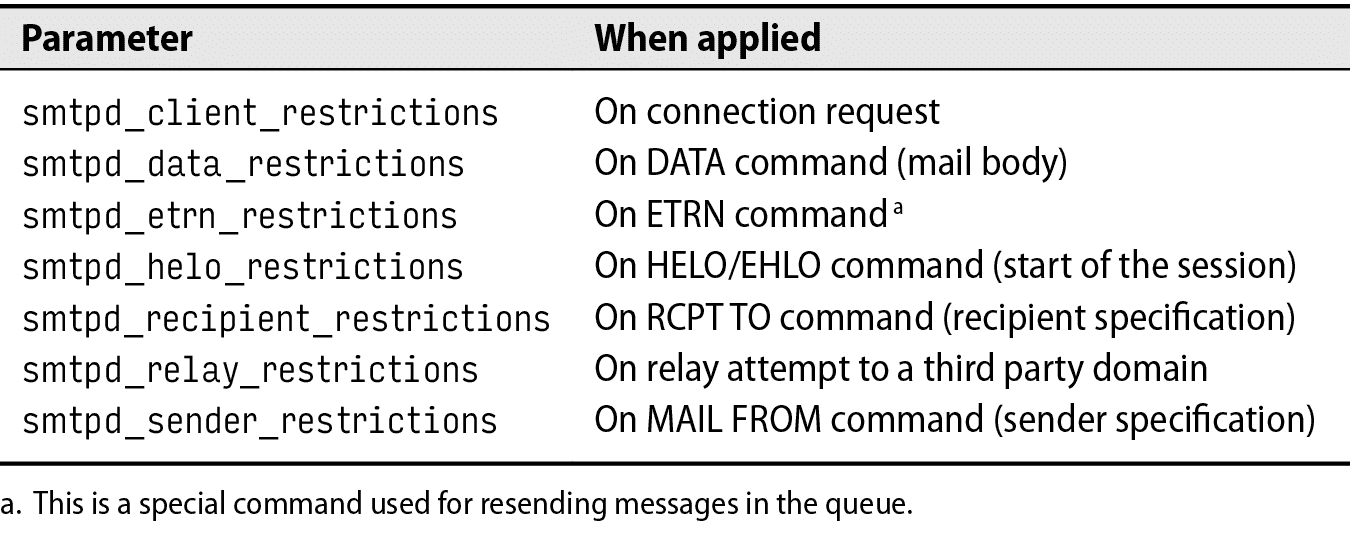 Parameter When applied
smtpd_client_restrictions On connection request
smtpd_data_restrictions On DATA command (mail body)
smtpd_etrn_restrictions On ETRN command a
smtpd_helo_restrictions On HELO/EHLO command (start of the session)
smtpd_recipient_restrictions On RCPT TO command (recipient specification)
smtpd_relay_restrictions On relay attempt to a third party domain
smtpd_sender_restrictions On MAIL FROM command (sender specification)
a. This is a special command used for resending messages in the queue.